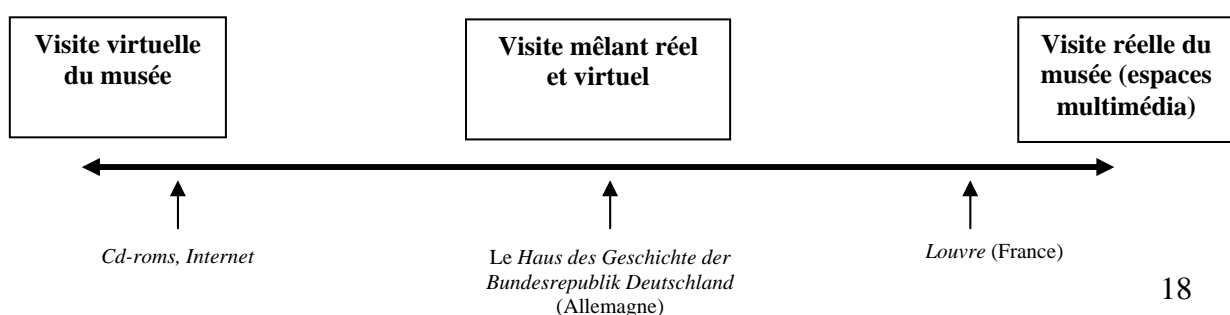 Visite virtuelle
du musée
Visite mêlant réel
et virtuel
Visite réelle du
musée (espaces
multimédia)
Cd-roms, Internet
Le Haus des Geschichte der
Bundesrepublik Deutschland
(Allemagne)
Louvre (France)
18